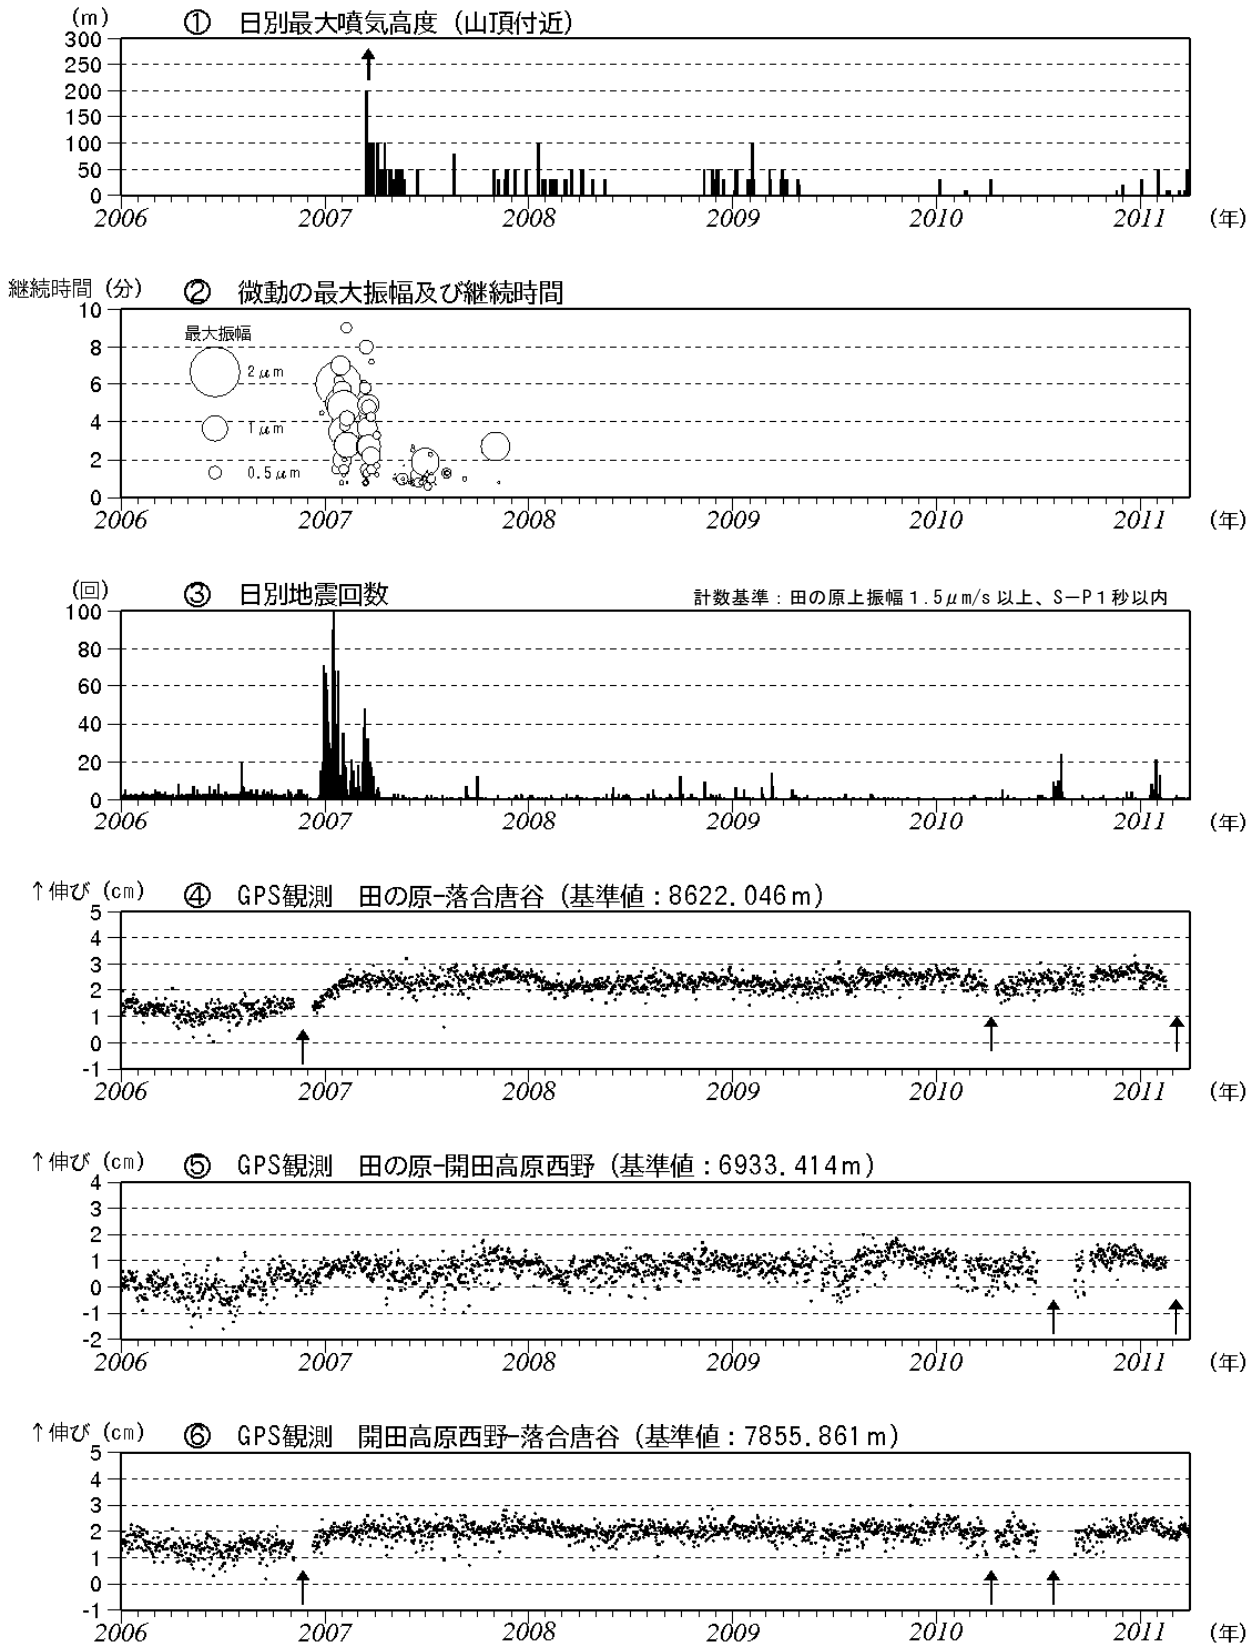 (m) ① 日別最大噴気高度 (山頂付近)
300
250
200
150
100
50
0
2006 2007 2008 2009 2010 2011 (年)
継続時間 (分) ② 微動の最大振幅及び継続時間
10
最大振幅
8
2μm
6
4
1μm
2
0.5μm
0
2006 2007 2008 2009 2010 2011 (年)
(回) ③ 日別地震回数
計数基準:田の原上振幅1.5μm/s以上、S-P1秒以内
100
80
60
40
20
0
2006 2007 2008 2009 2010 2011 (年)
↑伸び (cm) ④ GPS観測 田の原-落合唐谷 (基準値:8622.046m)
5
4
3
2
1
0
-1
2006 2007 2008 2009 2010 2011 (年)
↑伸び (cm) ⑤ GPS観測 田の原-開田高原西野 (基準値:6933.414m)
4
3
2
1
0
-1
-2
2006 2007 2008 2009 2010 2011 (年)
↑伸び (cm) ⑥ GPS観測 開田高原西野-落合唐谷 (基準値:7855.861m)
5
4
3
2
1
0
-1
2006 2007 2008 2009 2010 2011 (年)